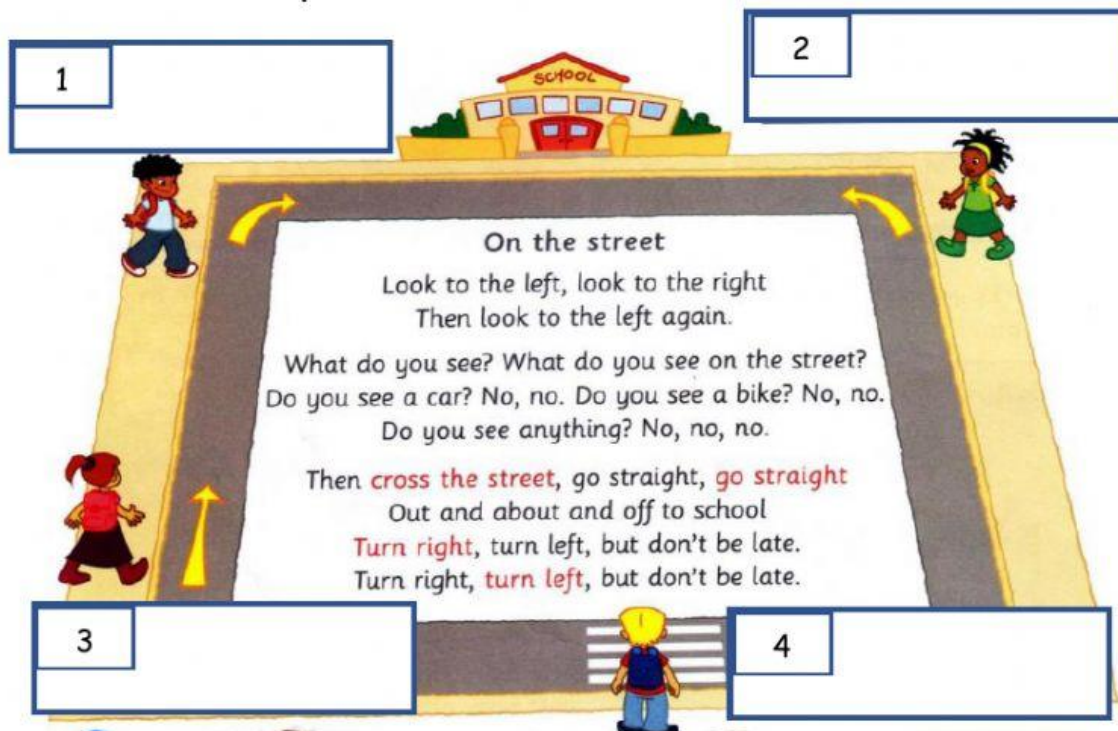 1
2
SCHOOL
On the street
Look to the left, look to the right
Then look to the left again.
What do you see? What do you see on the street?
Do you see a car? No, no. Do you see a bike? No, no.
Do you see anything? No, no, no.
Then cross the street, go straight, go straight
Out and about and off to school
Turn right, turn left, but don't be late.
Turn right, turn left, but don't be late.
3
4